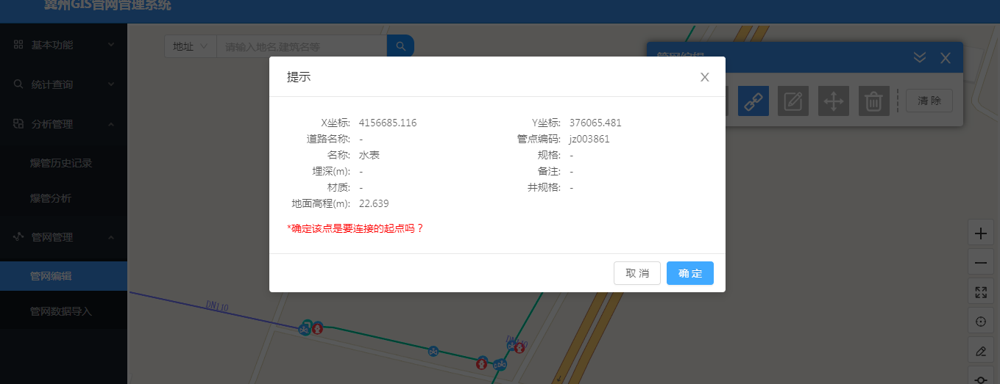 冀州GIS管网管理系统
基本功能
统计查询
分析管理
爆管历史记录
爆管分析
管网管理
管网编辑
管网数据导入
地址
请输入地名,建筑名等
管网编辑
清 除
提示
X坐标: 4156685.116 Y坐标: 376065.481
道路名称: - 管点编码: jz003861
名称: 水表 规格: -
埋深(m): - 备注: -
材质: - 井规格: -
地面高程(m): 22.639
*确定该点是要连接的起点吗？
取 消 确 定
DN110
DN110